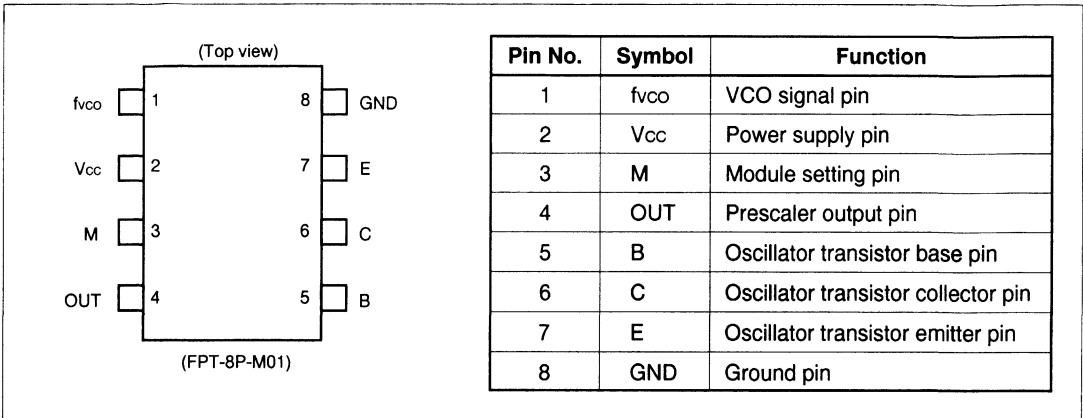 (Top view)
fvco 1 8 GND
Vcc 2 7 E
M 3 6 C
OUT 4 5 B
(FPT-8P-M01)
Pin No. Symbol Function
1 fvco VCO signal pin
2 Vcc Power supply pin
3 M Module setting pin
4 OUT Prescaler output pin
5 B Oscillator transistor base pin
6 C Oscillator transistor collector pin
7 E Oscillator transistor emitter pin
8 GND Ground pin